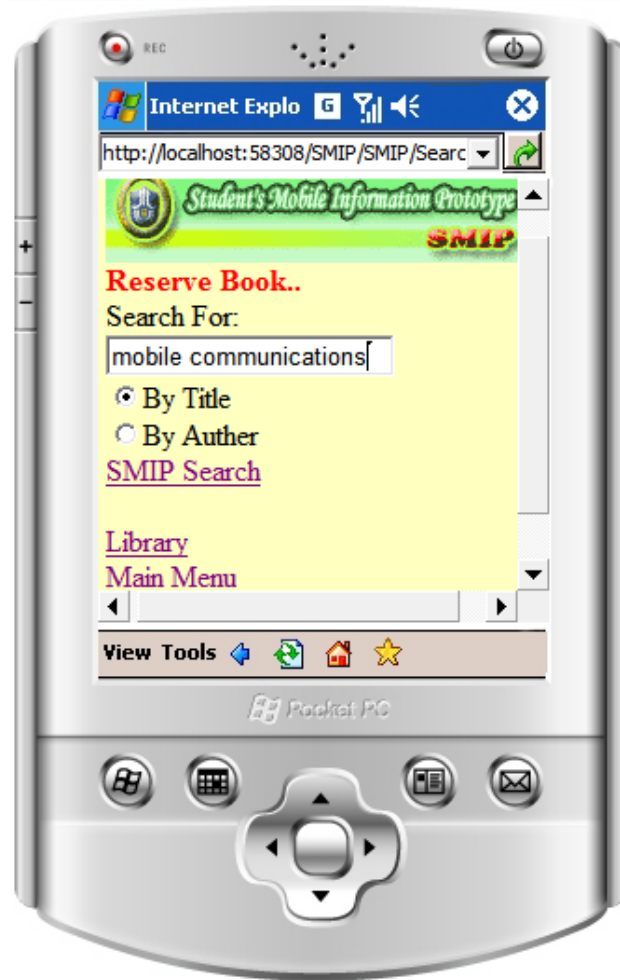 REC
Internet Explo G
http://localhost:58308/SMIP/SMIP/Searc
Student's Mobile Information Prototype
SMIP
Reserve Book..
Search For:
mobile communications
By Title
By Auther
SMIP Search
Library
Main Menu
View Tools
Pocket PC